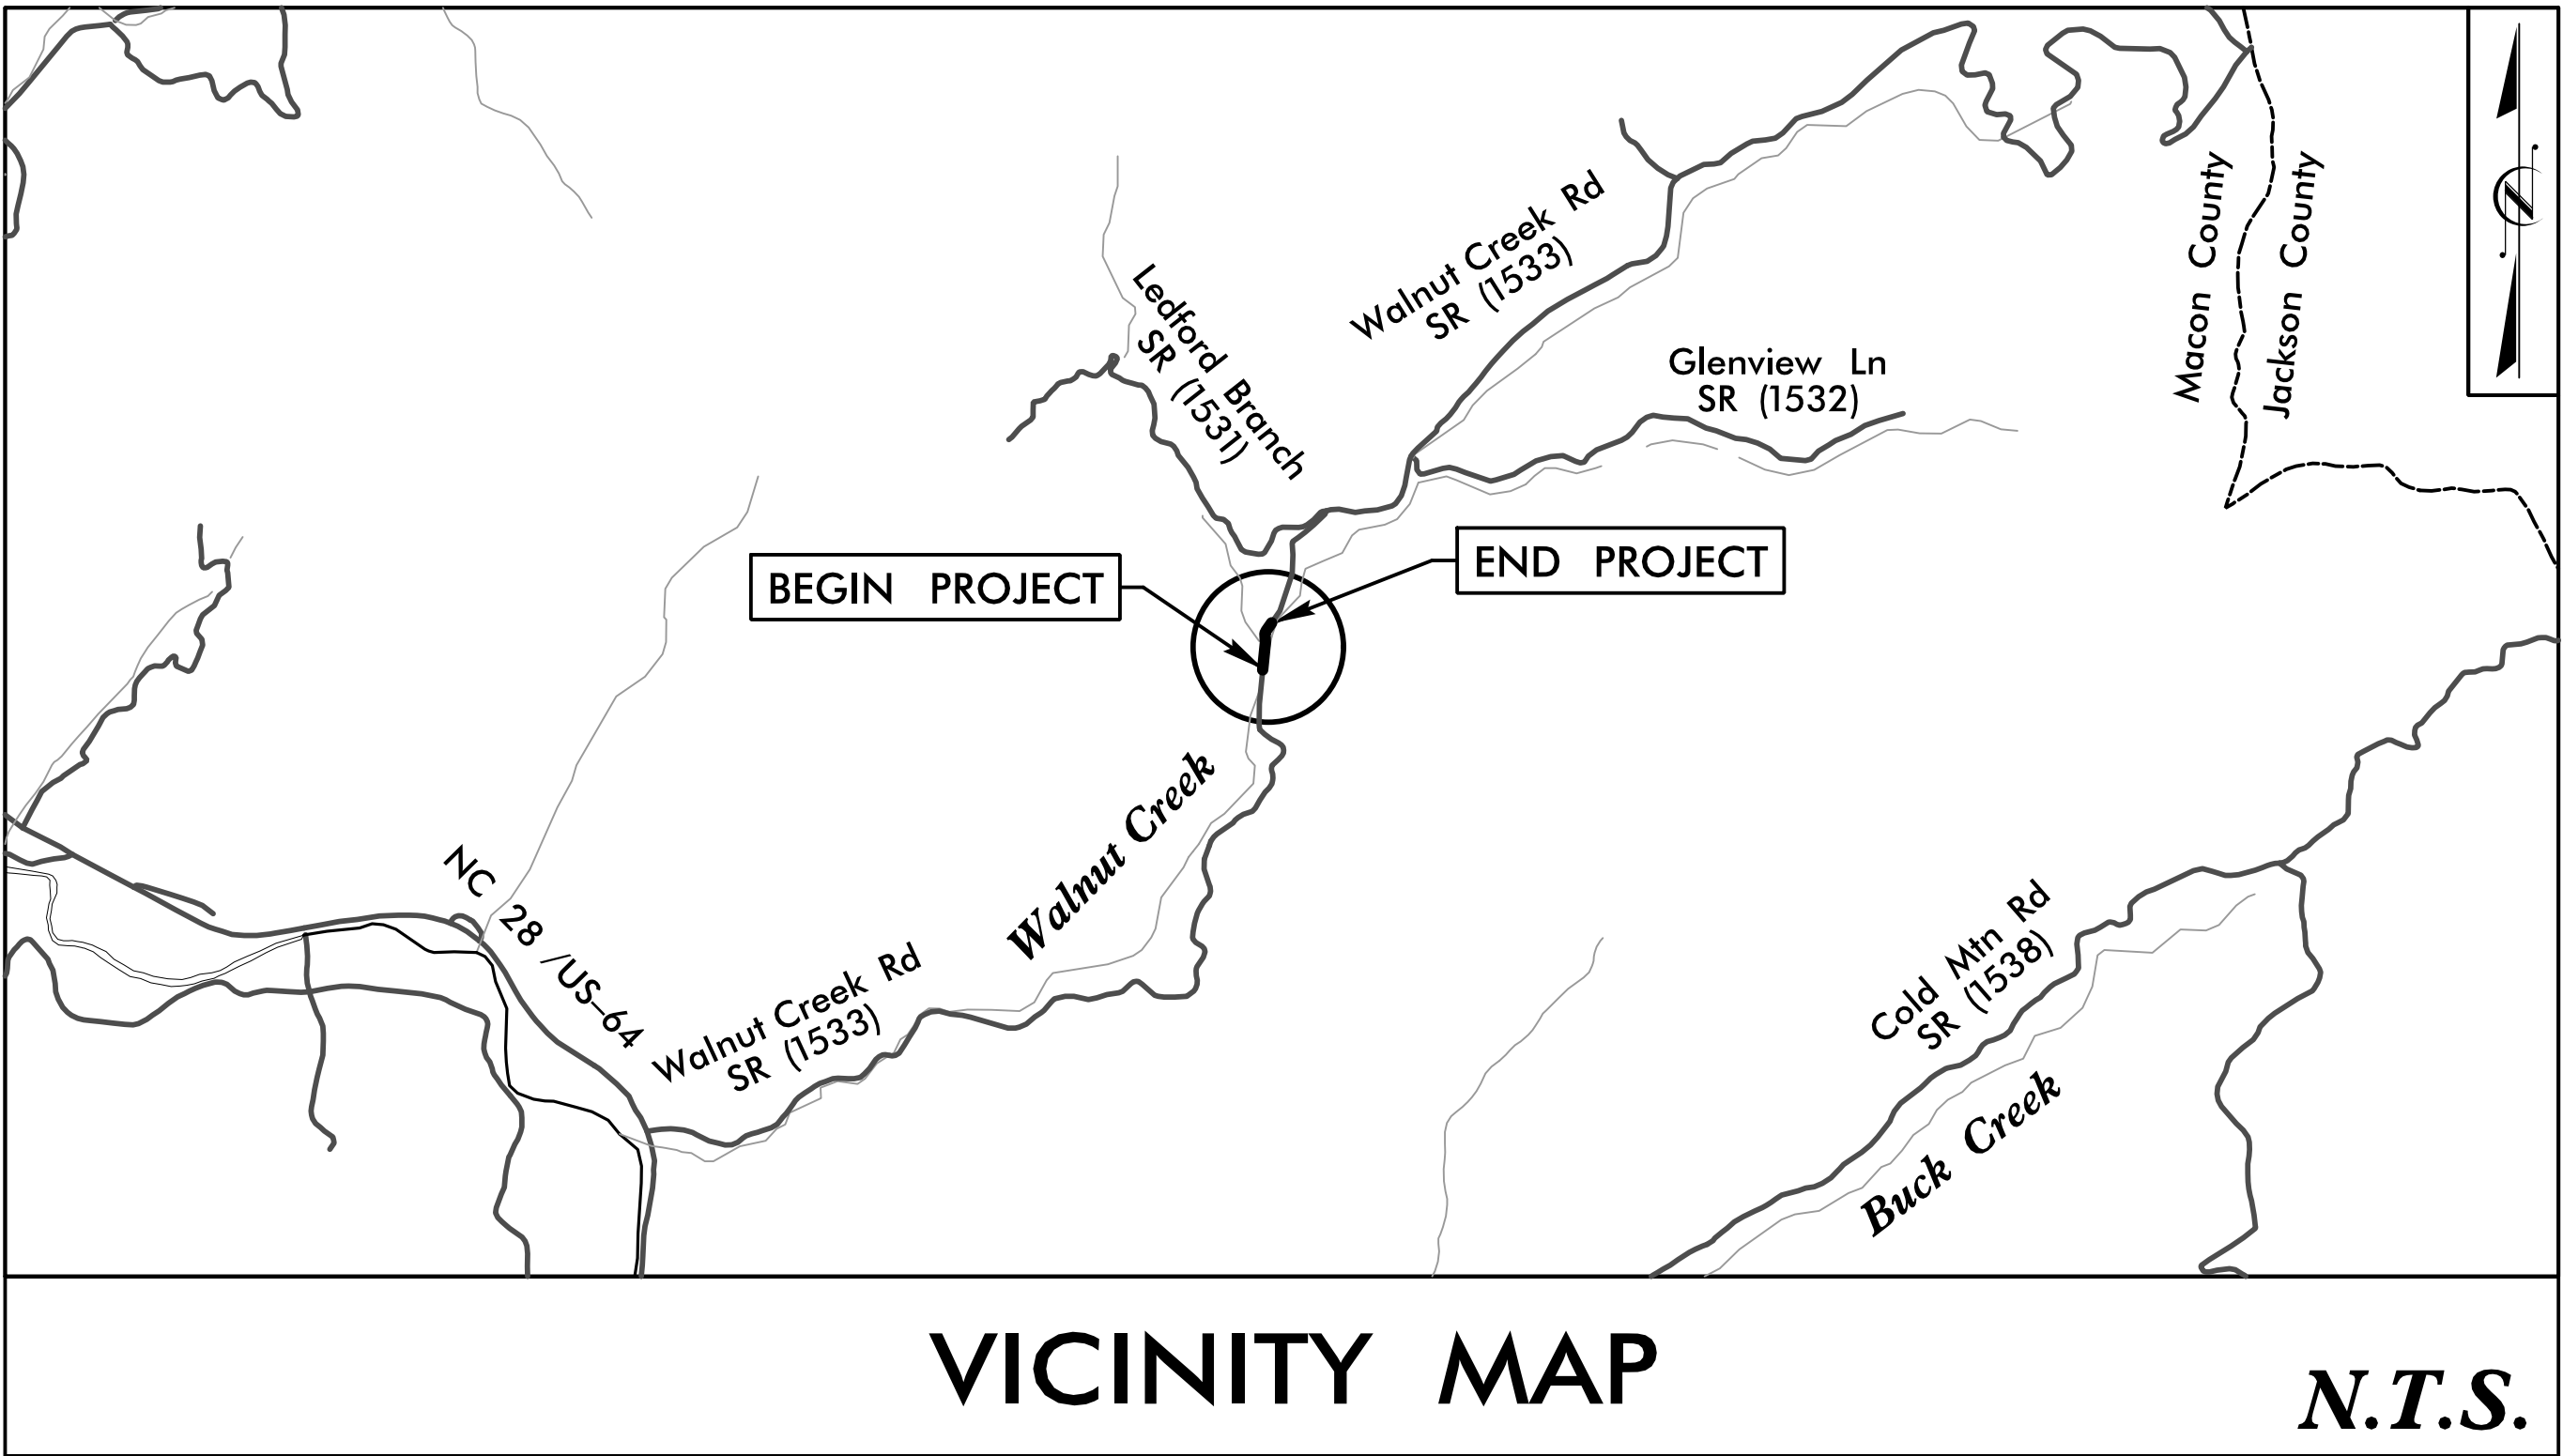 Walnut Creek Rd
SR (1533)
Macon County
Jackson County
Ledford Branch
SR (1531)
Glenview Ln
SR (1532)
BEGIN PROJECT
END PROJECT
Walnut Creek
NC 28 /US-64
Walnut Creek Rd
SR (1533)
Cold Mtn Rd
SR (1538)
Buck Creek
VICINITY MAP
N.T.S.
N